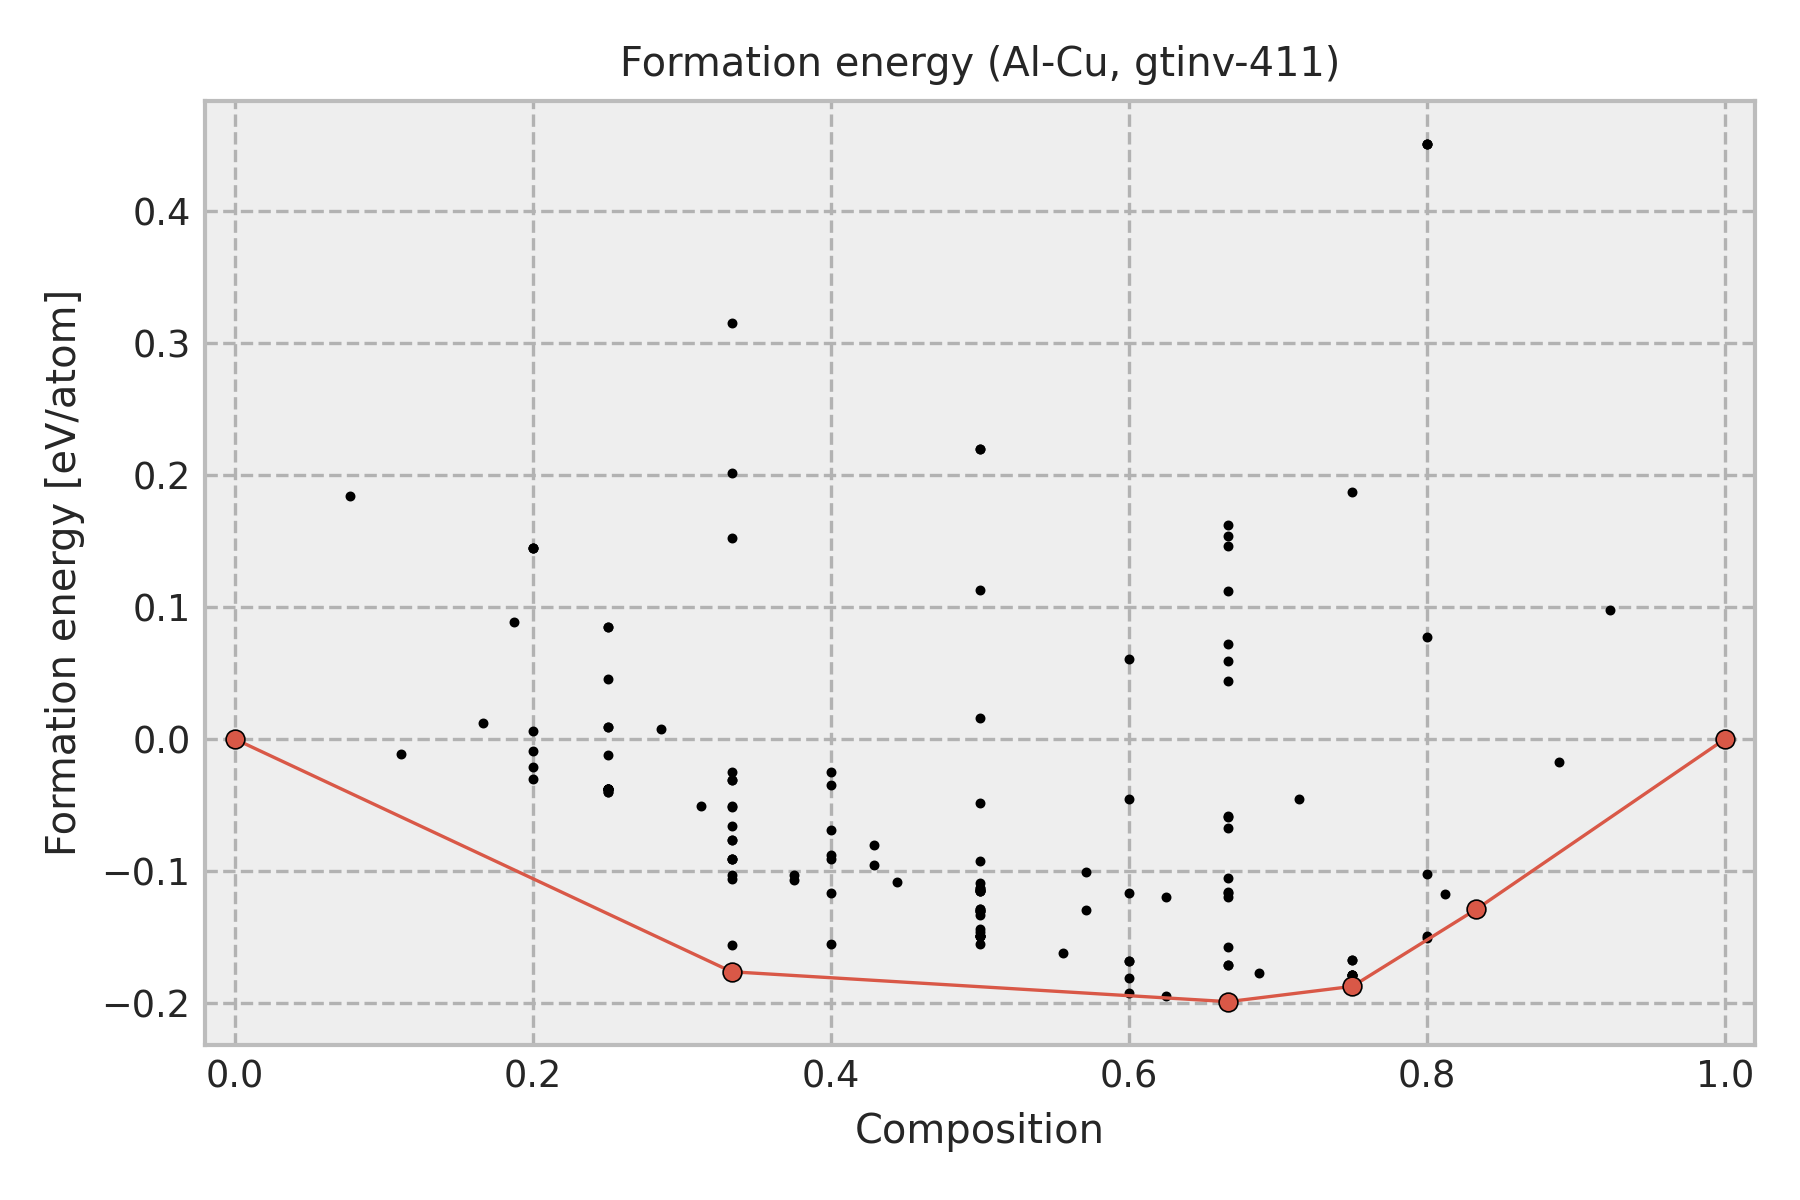 Formation energy (Al-Cu, gtinv-411)
Formation energy [eV/atom]
0.4
0.3
0.2
0.1
0.0
−0.1
−0.2
0.0 0.2 0.4 0.6 0.8 1.0
Composition